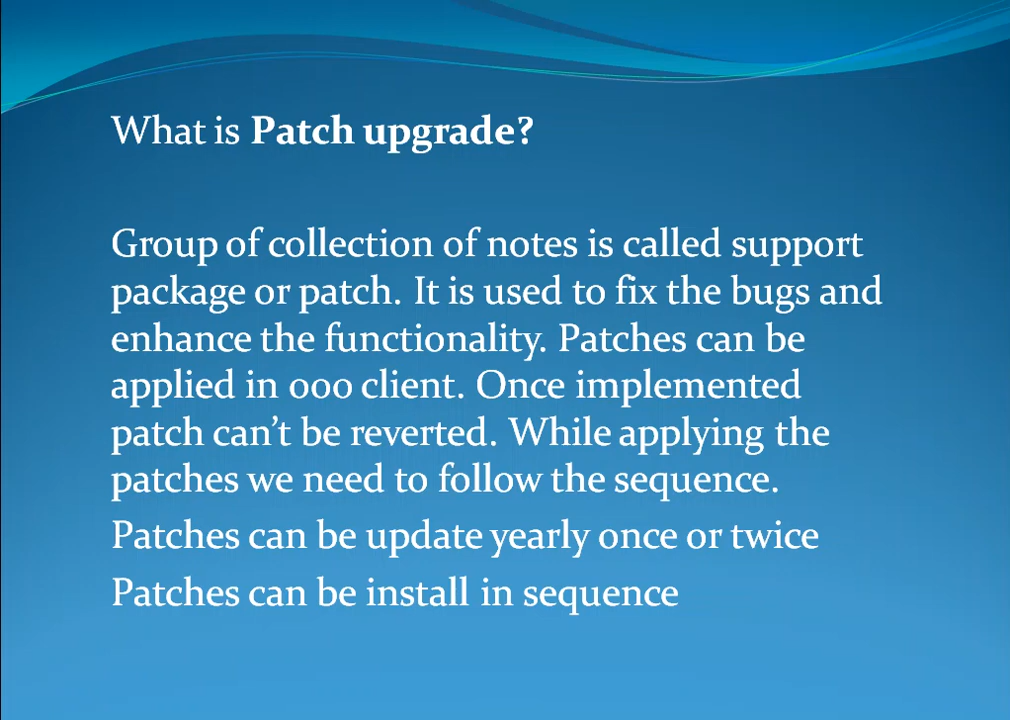 What is Patch upgrade?
Group of collection of notes is called support
package or patch. It is used to fix the bugs and
enhance the functionality. Patches can be
applied in 000 client. Once implemented
patch can't be reverted. While applying the
patches we need to follow the sequence.
Patches can be update yearly once or twice
Patches can be install in sequence